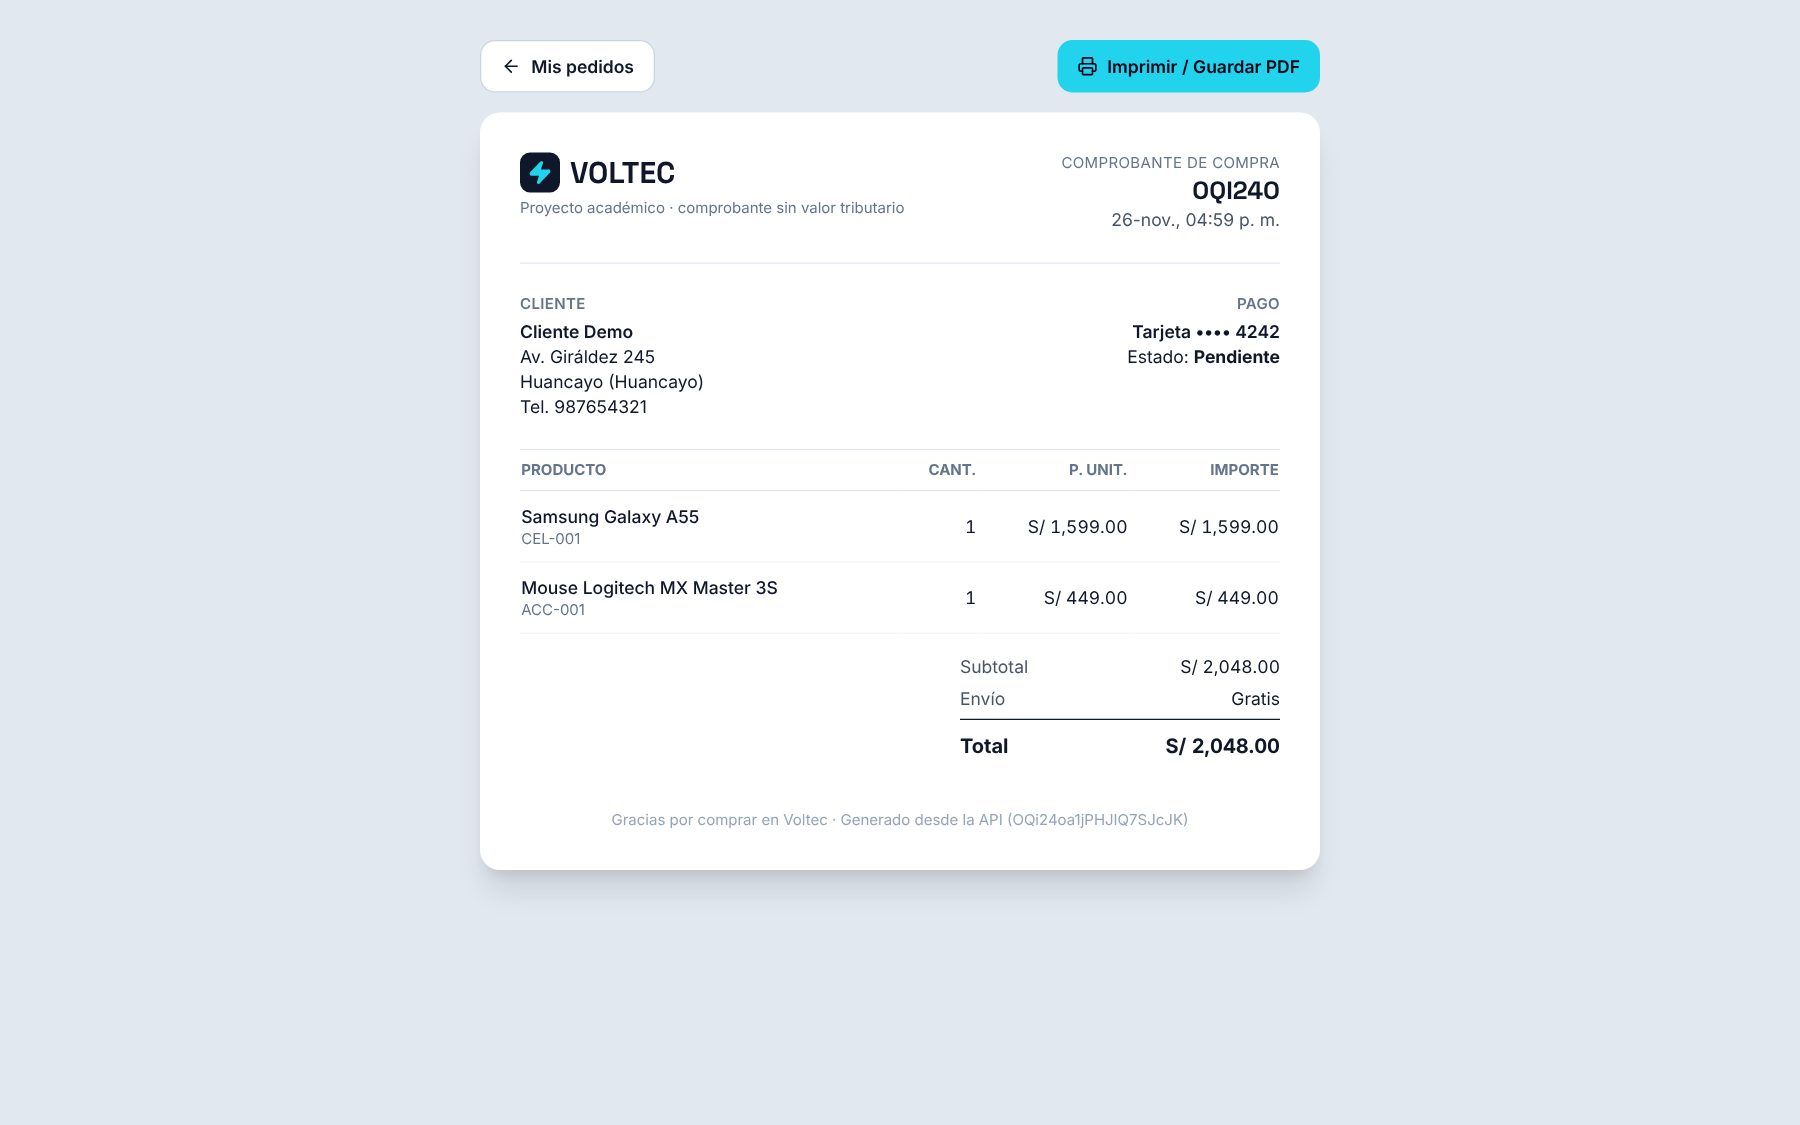 Mis pedidos
Imprimir / Guardar PDF
VOLTEC
Proyecto académico · comprobante sin valor tributario
COMPROBANTE DE COMPRA
OQI24O
26-nov., 04:59 p. m.
CLIENTE
Cliente Demo
Av. Giráldez 245
Huancayo (Huancayo)
Tel. 987654321
PAGO
Tarjeta •••• 4242
Estado: Pendiente
PRODUCTO CANT. P. UNIT. IMPORTE
Samsung Galaxy A55 1 S/ 1,599.00 S/ 1,599.00
CEL-001
Mouse Logitech MX Master 3S 1 S/ 449.00 S/ 449.00
ACC-001
Subtotal S/ 2,048.00
Envío Gratis
Total S/ 2,048.00
Gracias por comprar en Voltec · Generado desde la API (OQi24oa1jPHJIQ7SJcJK)